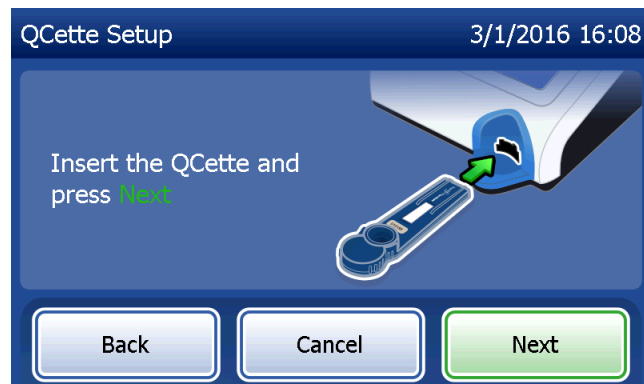 QCette Setup
3/1/2016 16:08
Insert the QCette and
press Next
Back
Cancel
Next